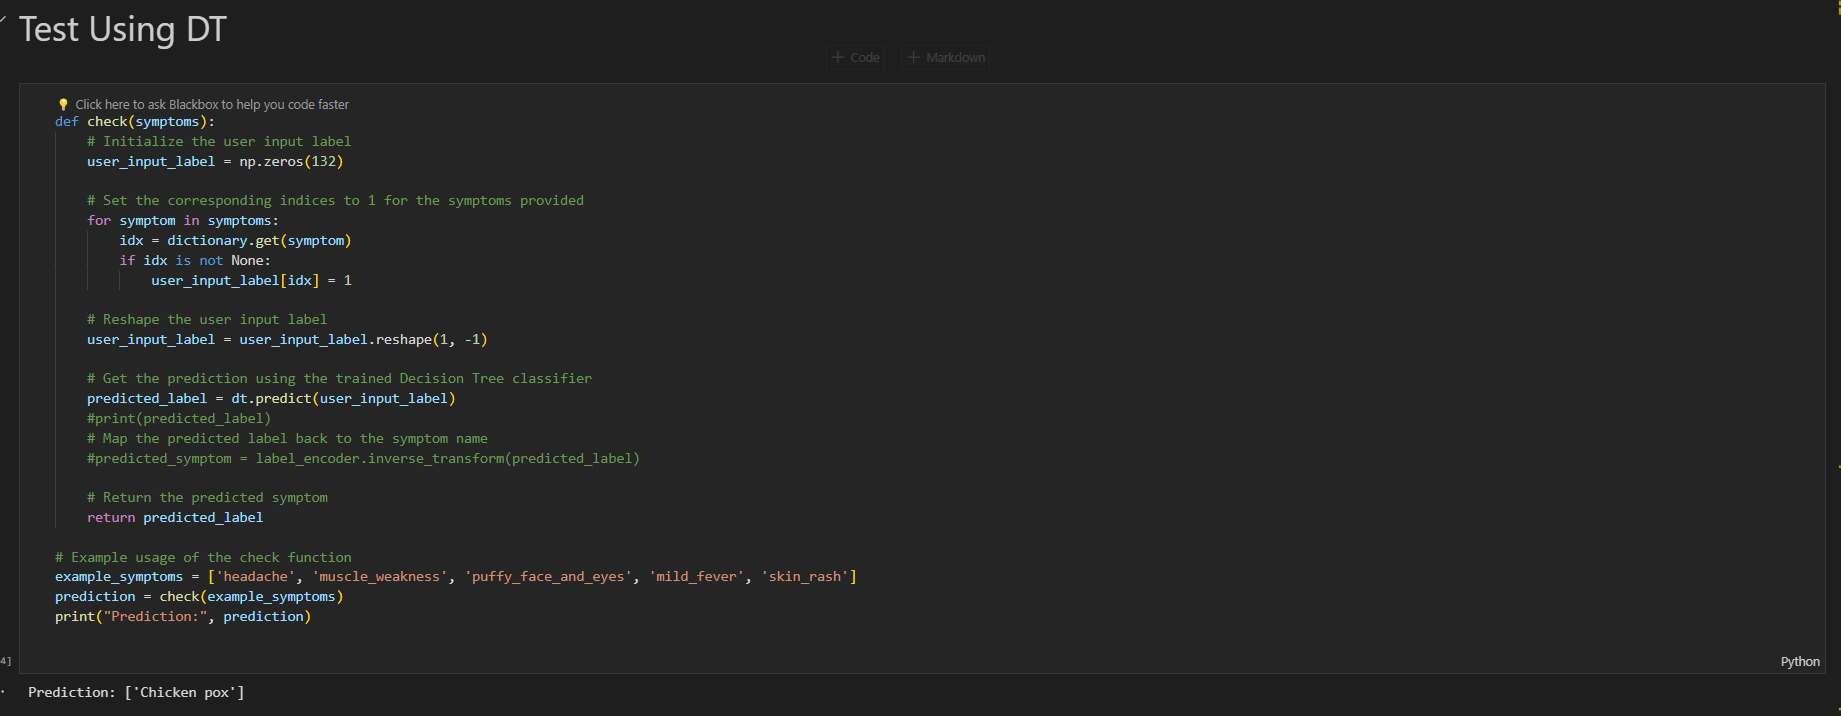 Test Using DT
+ Code + Markdown
Click here to ask Blackbox to help you code faster
def check(symptoms):
    # Initialize the user input label
    user_input_label = np.zeros(132)

    # Set the corresponding indices to 1 for the symptoms provided
    for symptom in symptoms:
        idx = dictionary.get(symptom)
        if idx is not None:
            user_input_label[idx] = 1

    # Reshape the user input label
    user_input_label = user_input_label.reshape(1, -1)

    # Get the prediction using the trained Decision Tree classifier
    predicted_label = dt.predict(user_input_label)
    #print(predicted_label)
    # Map the predicted label back to the symptom name
    #predicted_symptom = label_encoder.inverse_transform(predicted_label)

    # Return the predicted symptom
    return predicted_label

# Example usage of the check function
example_symptoms = ['headache', 'muscle_weakness', 'puffy_face_and_eyes', 'mild_fever', 'skin_rash']
prediction = check(example_symptoms)
print("Prediction:", prediction)
4]
Python
Prediction: ['Chicken pox']